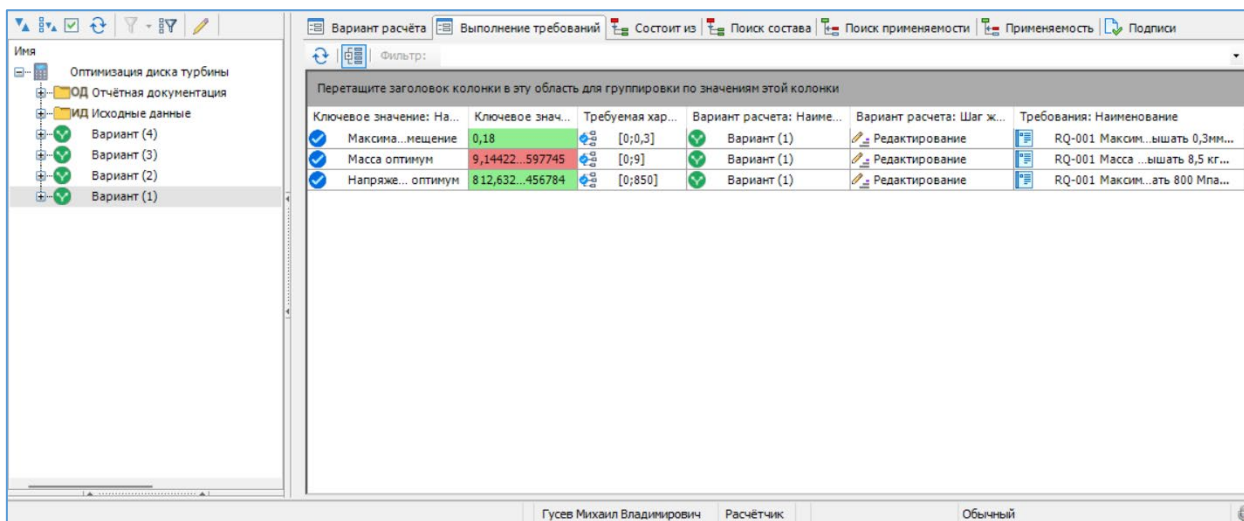 Вариант расчёта Выполнение требований Состоит из Поиск состава Поиск применяемости Применяемость Подписи
Имя
Оптимизация диска турбины
ОД Отчётная документация
ИД Исходные данные
Вариант (4)
Вариант (3)
Вариант (2)
Вариант (1)
Фильтр:
Перетащите заголовок колонки в эту область для группировки по значениям этой колонки
Ключевое значение: На... Ключевое знач... Требуемая хар... Вариант расчета: Наиме... Вариант расчета: Шаг ж... Требования: Наименование
Максима...мещение 0,18 [0;0,3] Вариант (1) Редактирование RQ-001 Максим...ышать 0,3мм...
Масса оптимум 9,14422...597745 [0;9] Вариант (1) Редактирование RQ-001 Масса ...ышать 8,5 кг...
Напряже... оптимум 812,632...456784 [0;850] Вариант (1) Редактирование RQ-001 Максим...ать 800 Мпа...
Гусев Михаил Владимирович Расчётчик Обычный